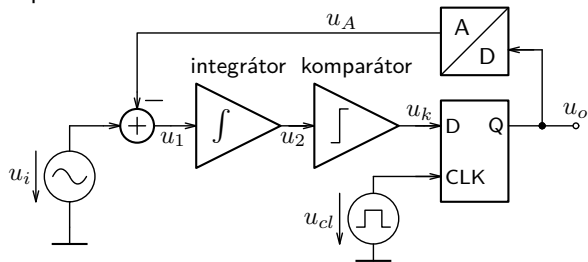 u_A
A
D
integrátor
komparátor
−
+
u_1
∫
u_2
u_k
D
Q
u_o
CLK
u_i
u_cl